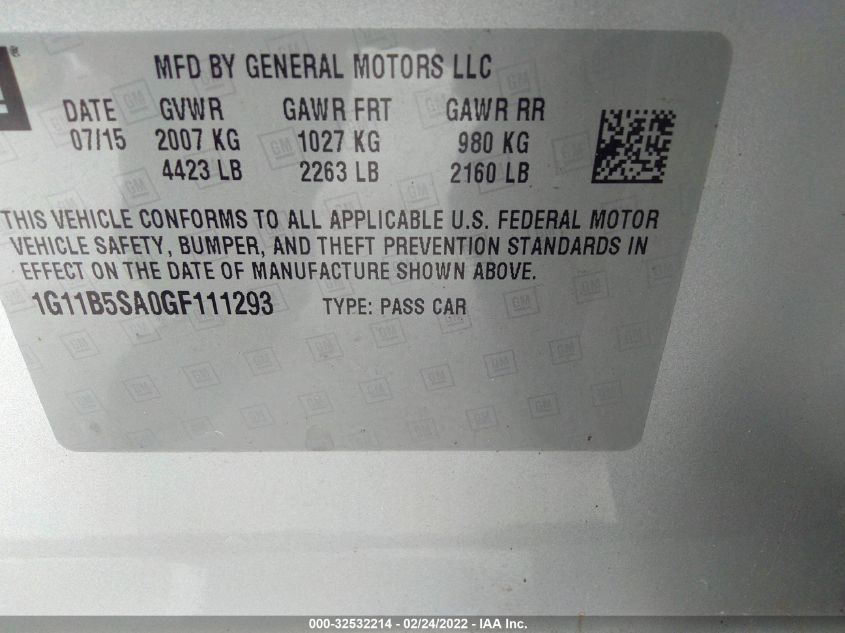 MFD BY GENERAL MOTORS LLC
DATE GVWR GAWR FRT GAWR RR
07/15 2007 KG 1027 KG 980 KG
4423 LB 2263 LB 2160 LB
THIS VEHICLE CONFORMS TO ALL APPLICABLE U.S. FEDERAL MOTOR
VEHICLE SAFETY, BUMPER, AND THEFT PREVENTION STANDARDS IN
EFFECT ON THE DATE OF MANUFACTURE SHOWN ABOVE.
1G11B5SA0GF111293 TYPE: PASS CAR
000-32532214 - 02/24/2022 - IAA Inc.